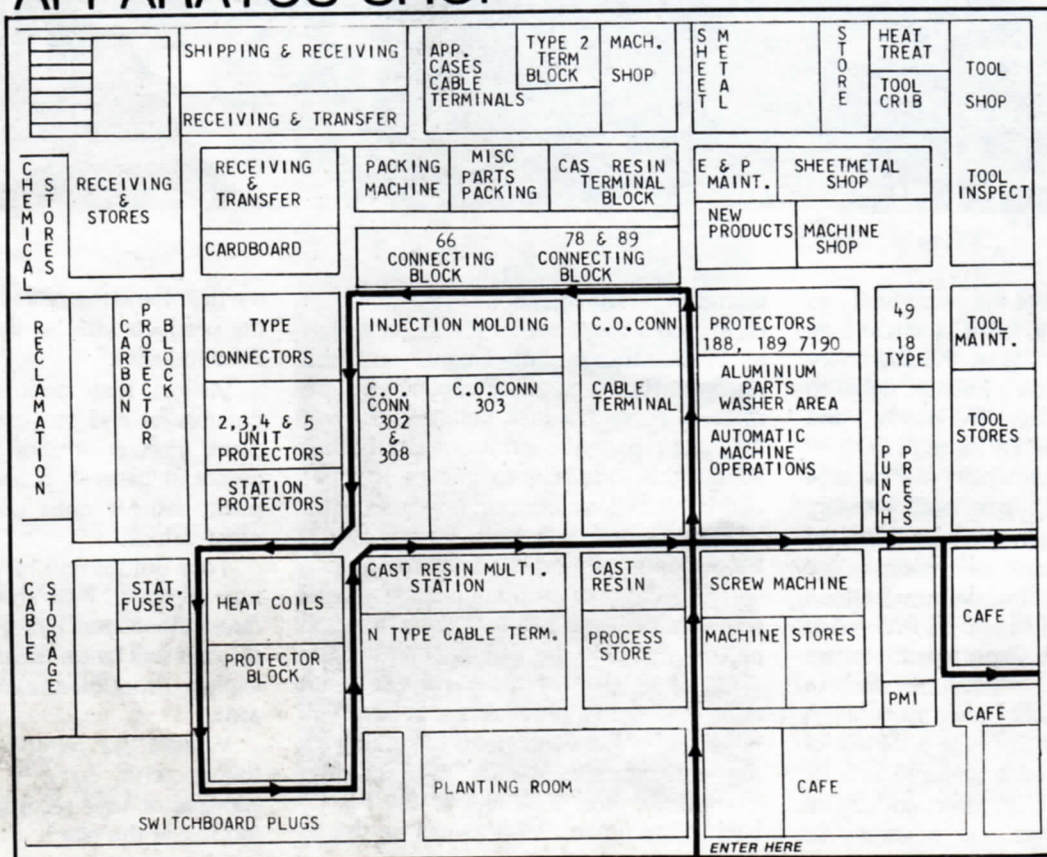 APPARATUS SHOP
SHIPPING & RECEIVING
RECEIVING & TRANSFER
APP.
CASES
CABLE
TERMINALS
TYPE 2
TERM
BLOCK
MACH.
SHOP
SHEET
METAL
STORE
HEAT
TREAT
TOOL
CRIB
TOOL
SHOP
CHEMICAL
STORES
RECEIVING
&
STORES
RECEIVING
&
TRANSFER
CARDBOARD
PACKING
MACHINE
MISC
PARTS
PACKING
CAS RESIN
TERMINAL
BLOCK
66
CONNECTING
BLOCK
78 & 89
CONNECTING
BLOCK
E & P
MAINT.
SHEETMETAL
SHOP
NEW
PRODUCTS
MACHINE
SHOP
TOOL
INSPECT
RECLAMATION
CARBON
PROTECTOR
BLOCK
TYPE
CONNECTORS
2,3,4 &
UNIT
PROTECTORS
STATION
PROTECTORS
INJECTION MOLDING
C.O.CONN
C.O.
CONN
302
&
308
C.O.CONN
303
CABLE
TERMINAL
PROTECTORS
188, 189 7190
ALUMINIUM PARTS
WASHER AREA
AUTOMATIC
MACHINE
OPERATIONS
49
&
18
TYPE
PUNCH
PRESS
TOOL
MAINT.
TOOL
STORES
CABLE
STORAGE
STAT.
FUSES
HEAT COILS
PROTECTOR
BLOCK
CAST RESIN MULTI.
STATION
N TYPE CABLE TERM.
CAST
RESIN
PROCESS
STORE
SCREW MACHINE
MACHINE STORES
PM1
CAFE
CAFE
SWITCHBOARD PLUGS
PLANTING ROOM
CAFE
ENTER HERE